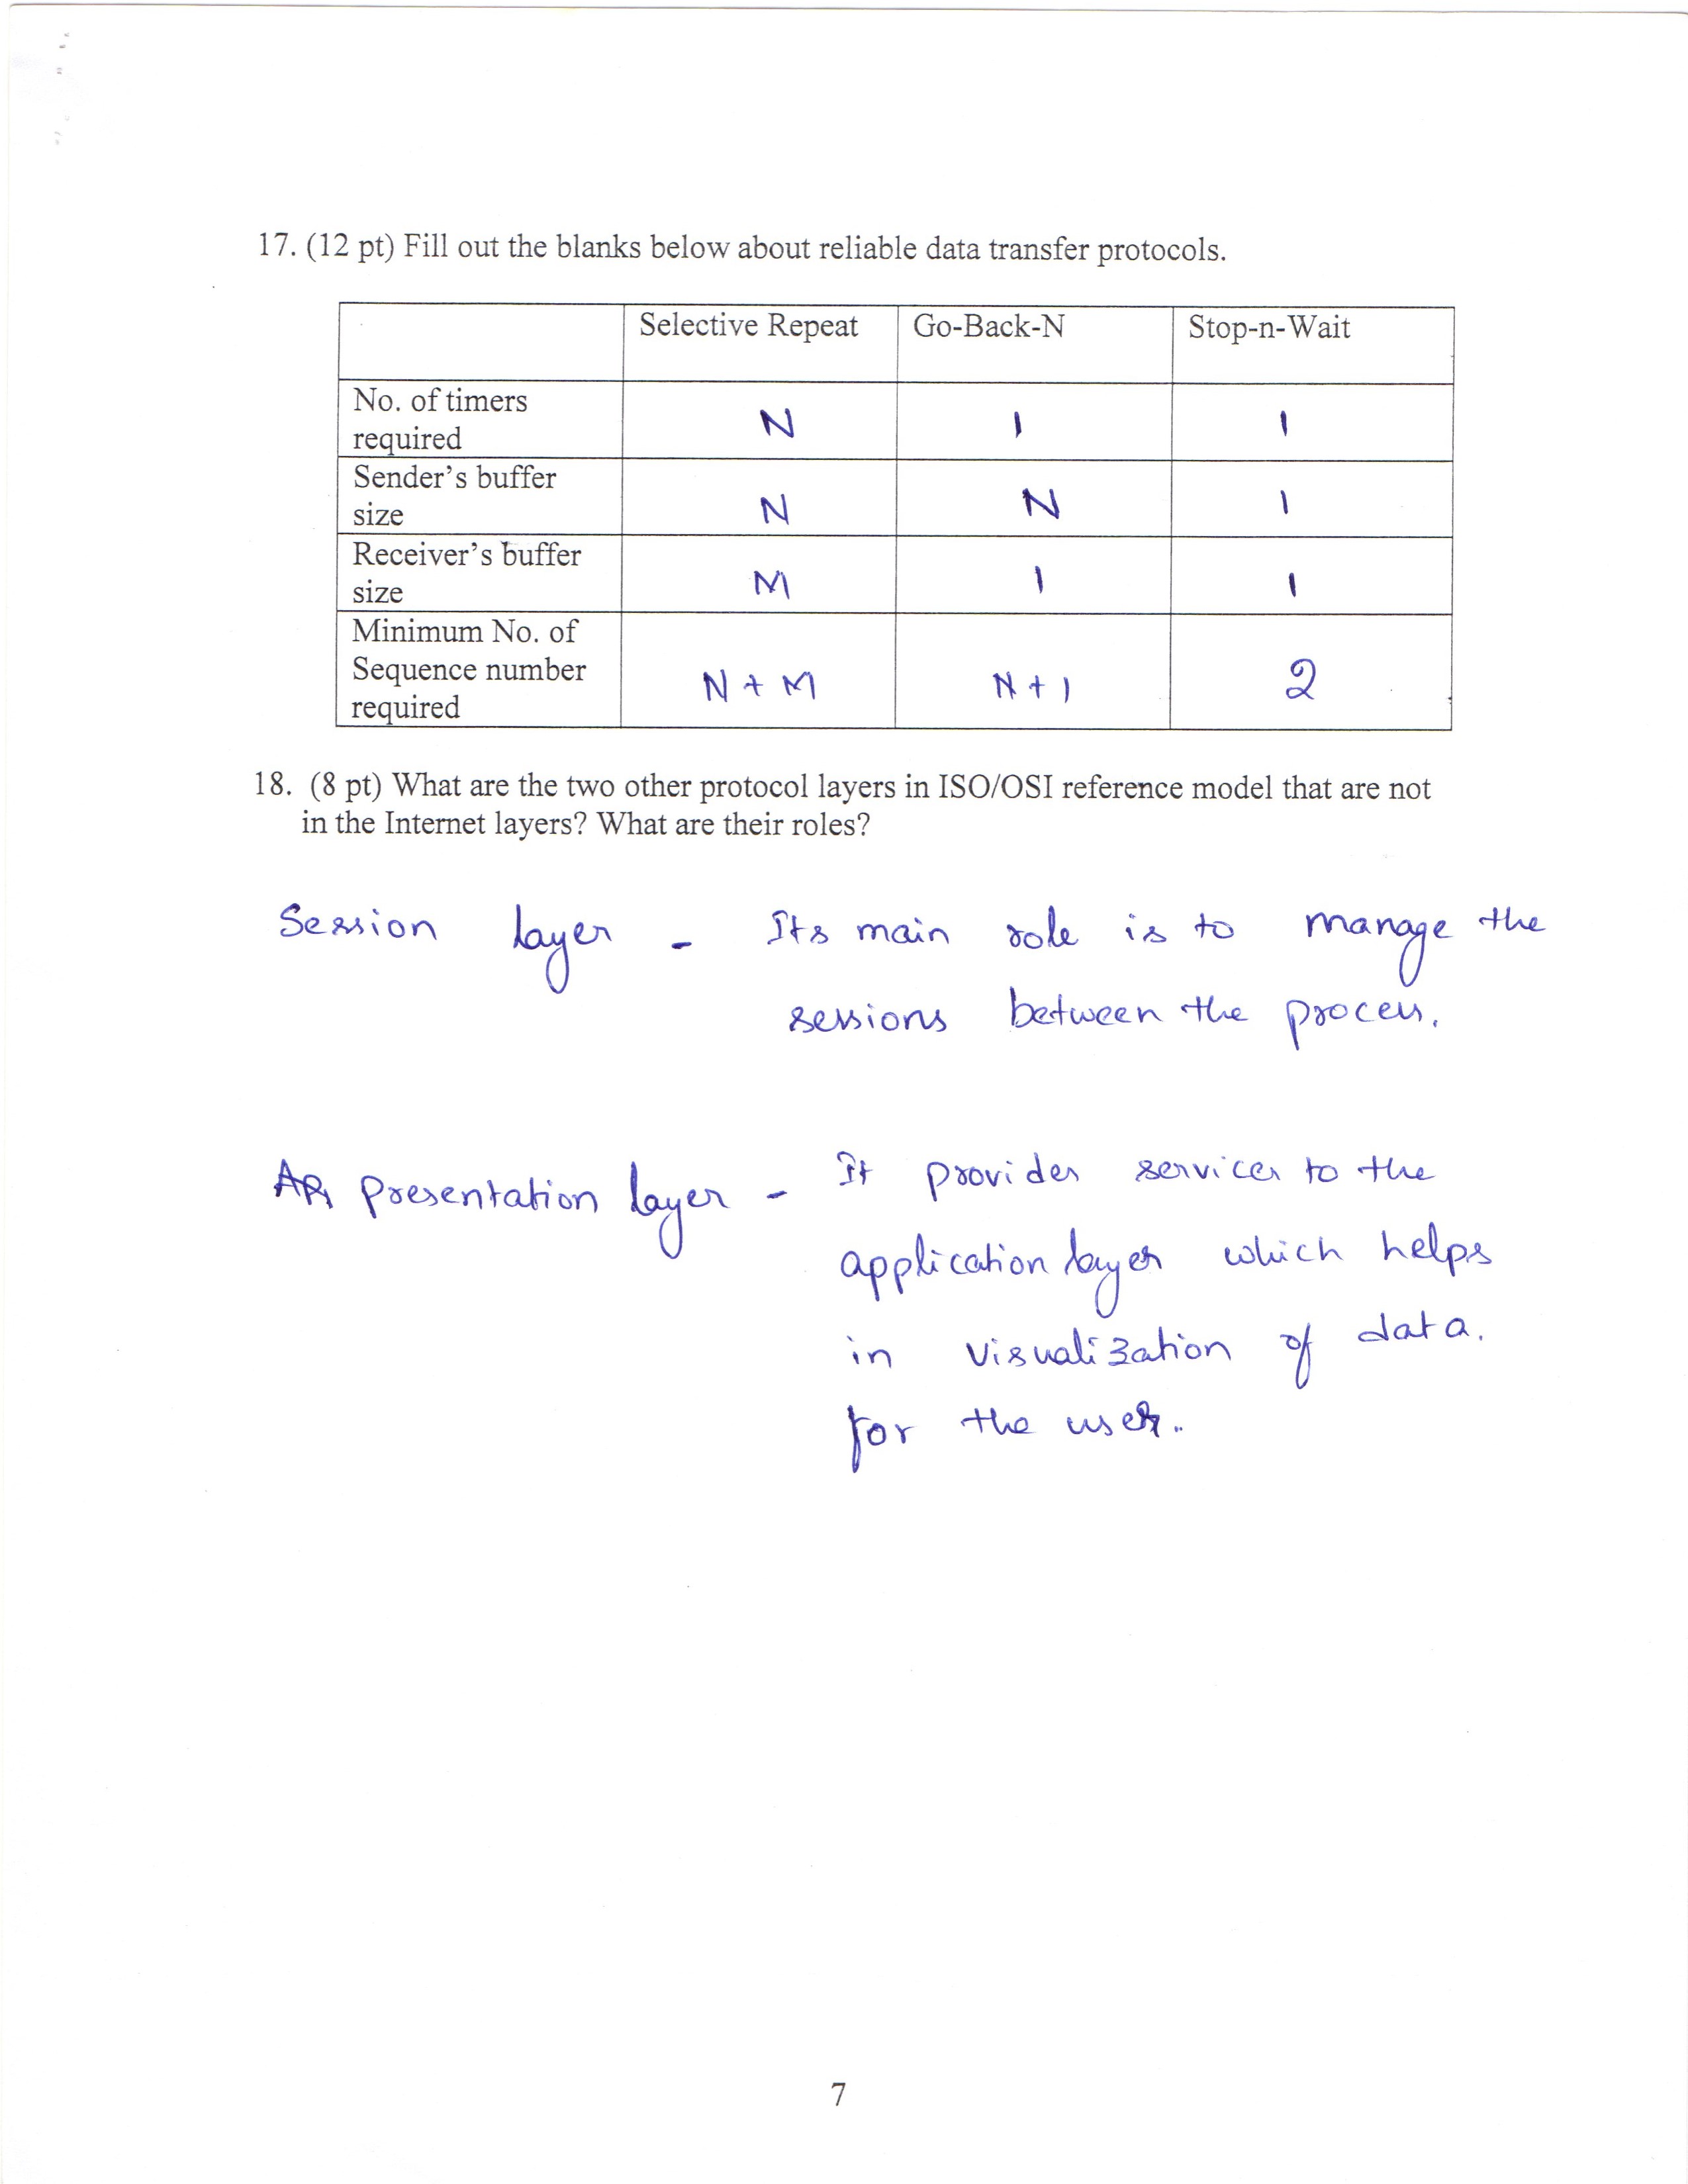 17. (12 pt) Fill out the blanks below about reliable data transfer protocols.
Selective Repeat Go-Back-N Stop-n-Wait
No. of timers
required N 1 1
Sender's buffer
size N N 1
Receiver's buffer
size M 1 1
Minimum No. of
Sequence number
required N + M N + 1 2
18. (8 pt) What are the two other protocol layers in ISO/OSI reference model that are not
in the Internet layers? What are their roles?
Session layer - Its main role is to manage the
sessions between the process.
Presentation layer - It provides services to the
application layer which helps
in visualization of data.
for the user.
7